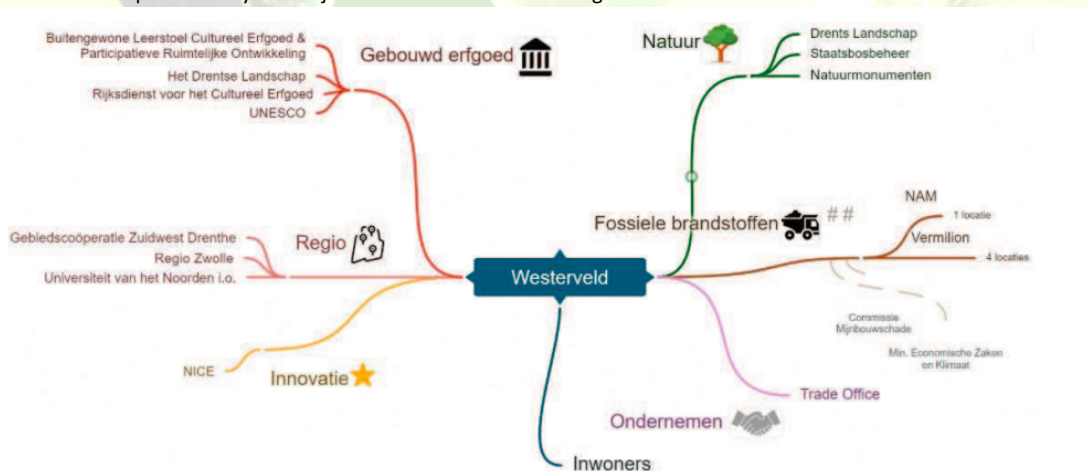 Buitengewone Leerstoel Cultureel Erfgoed &
Participatieve Ruimtelijke Ontwikkeling
Het Drentse Landschap
Rijksdienst voor het Cultureel Erfgoed
UNESCO
Gebouwd erfgoed
Natuur
Drents Landschap
Staatsbosbeheer
Natuurmonumenten
Fossiele brandstoffen
##
NAM
1 locatie
Vermilion
4 locaties
Commissie
Mijnbouwschade
Min. Economische Zaken
en Klimaat
Gebiedscoöperatie Zuidwest Drenthe
Regio Zwolle
Universiteit van het Noorden i.o.
Regio
Westerveld
NICE
Innovatie
Trade Office
Ondernemen
Inwoners